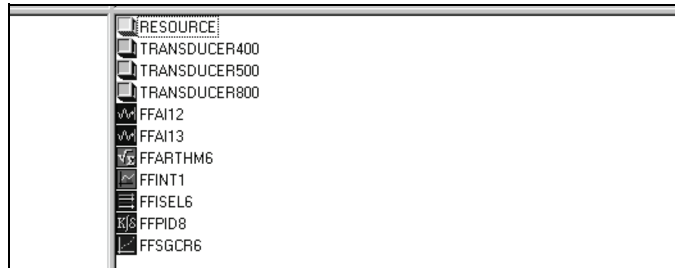 RESOURCE
TRANSDUCER400
TRANSDUCER500
TRANSDUCER800
FFAI12
FFAI13
FFARTHM6
FFINT1
FFISEL6
FFPID8
FFSGCR6